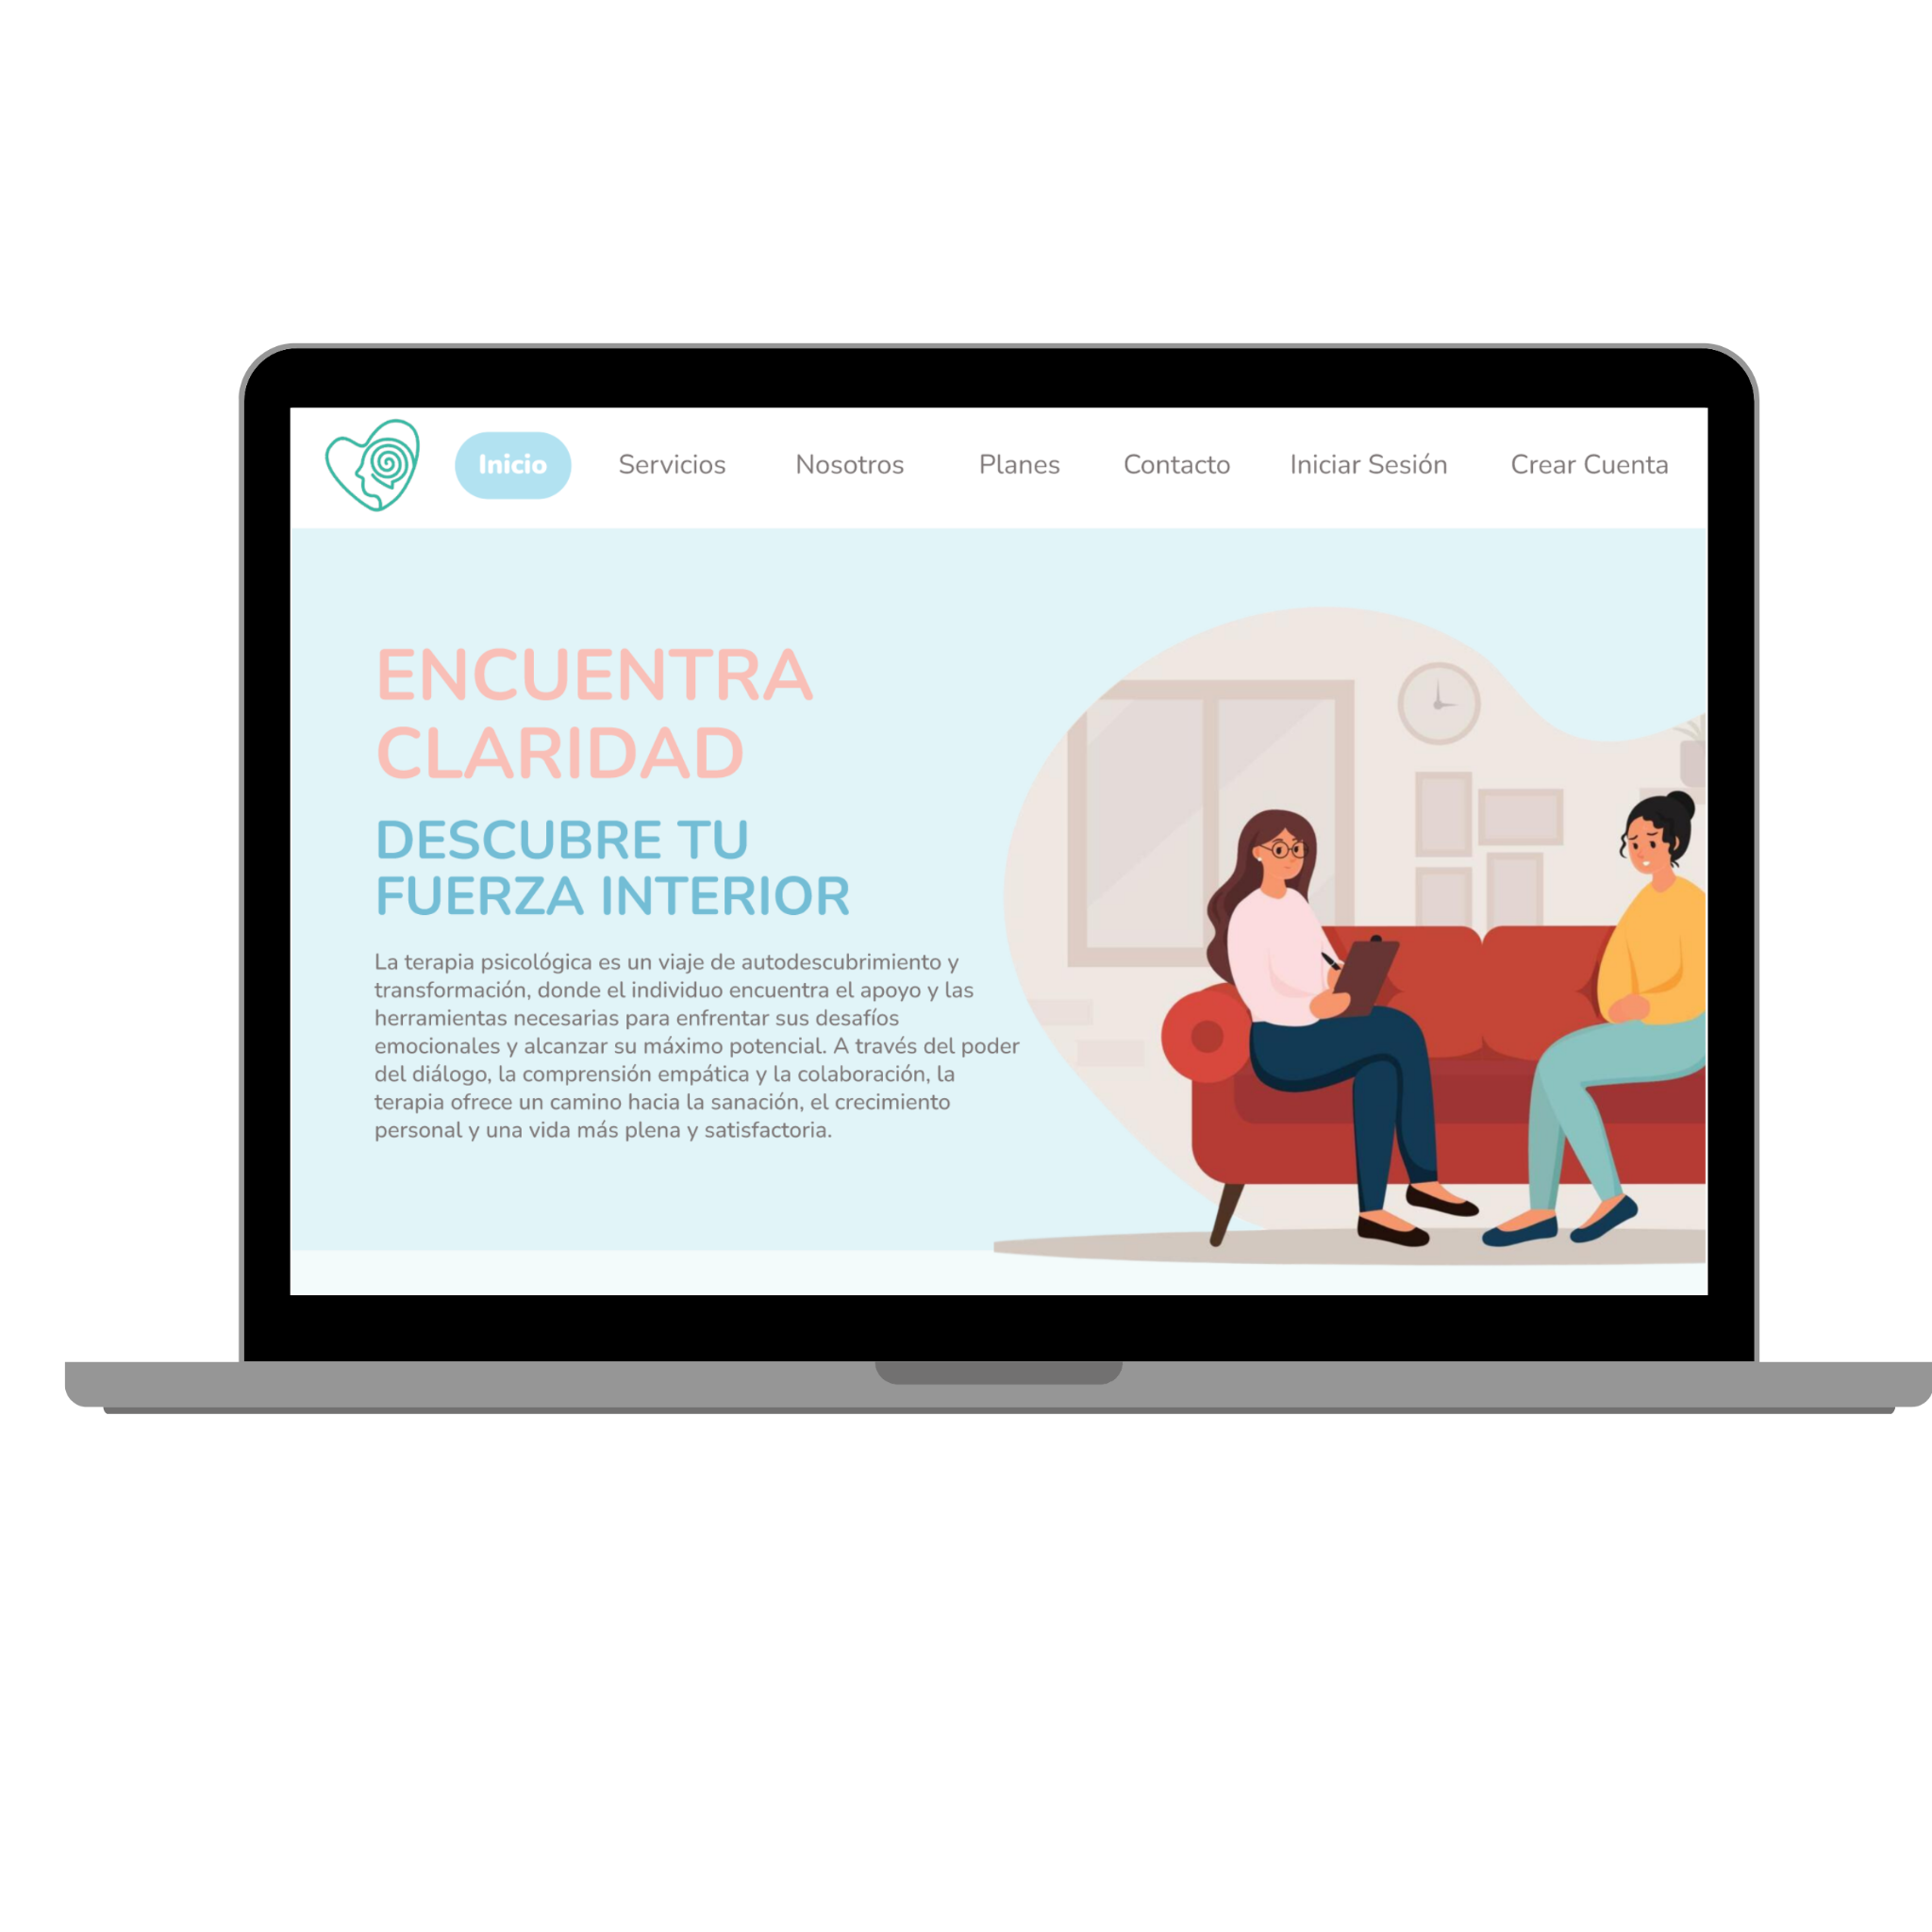 Inicio Servicios Nosotros Planes Contacto Iniciar Sesión Crear Cuenta
ENCUENTRA
CLARIDAD
DESCUBRE TU
FUERZA INTERIOR
La terapia psicológica es un viaje de autodescubrimiento y
transformación, donde el individuo encuentra el apoyo y las
herramientas necesarias para enfrentar sus desafíos
emocionales y alcanzar su máximo potencial. A través del poder
del diálogo, la comprensión empática y la colaboración, la
terapia ofrece un camino hacia la sanación, el crecimiento
personal y una vida más plena y satisfactoria.